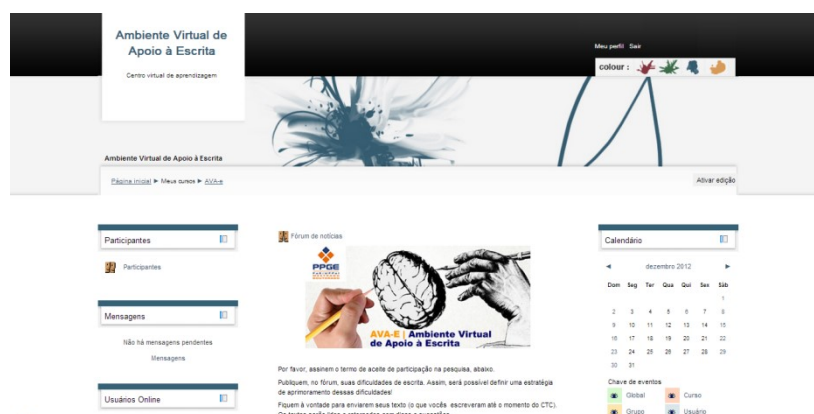 Ambiente Virtual de
Apoio à Escrita
Centro virtual de aprendizagem
Meu perfil Sair
colour :
Ambiente Virtual de Apoio à Escrita
Página inicial ► Meus cursos ► AVA-e
Ativar edição
Participantes
Participantes
Mensagens
Não há mensagens pendentes
Mensagens
Usuários Online
Fórum de notícias
PPGE
AVA-E | Ambiente Virtual
de Apoio à Escrita
Por favor, assinem o termo de aceite de participação na pesquisa, abaixo.
Publiquem, no fórum, suas dificuldades de escrita. Assim, será possível definir uma estratégia
de aprimoramento dessas dificuldades!
Fiquem à vontade para enviarem seus texto (o que vocês escreveram até o momento do CTC).
Calendário
◄ dezembro 2012 ►
Dom Seg Ter Qua Qui Sex Sáb
1
2 3 4 5 6 7 8
9 10 11 12 13 14 15
16 17 18 19 20 21 22
23 24 25 26 27 28 29
30 31
Chave de eventos
Global Curso
Grupo Usuário